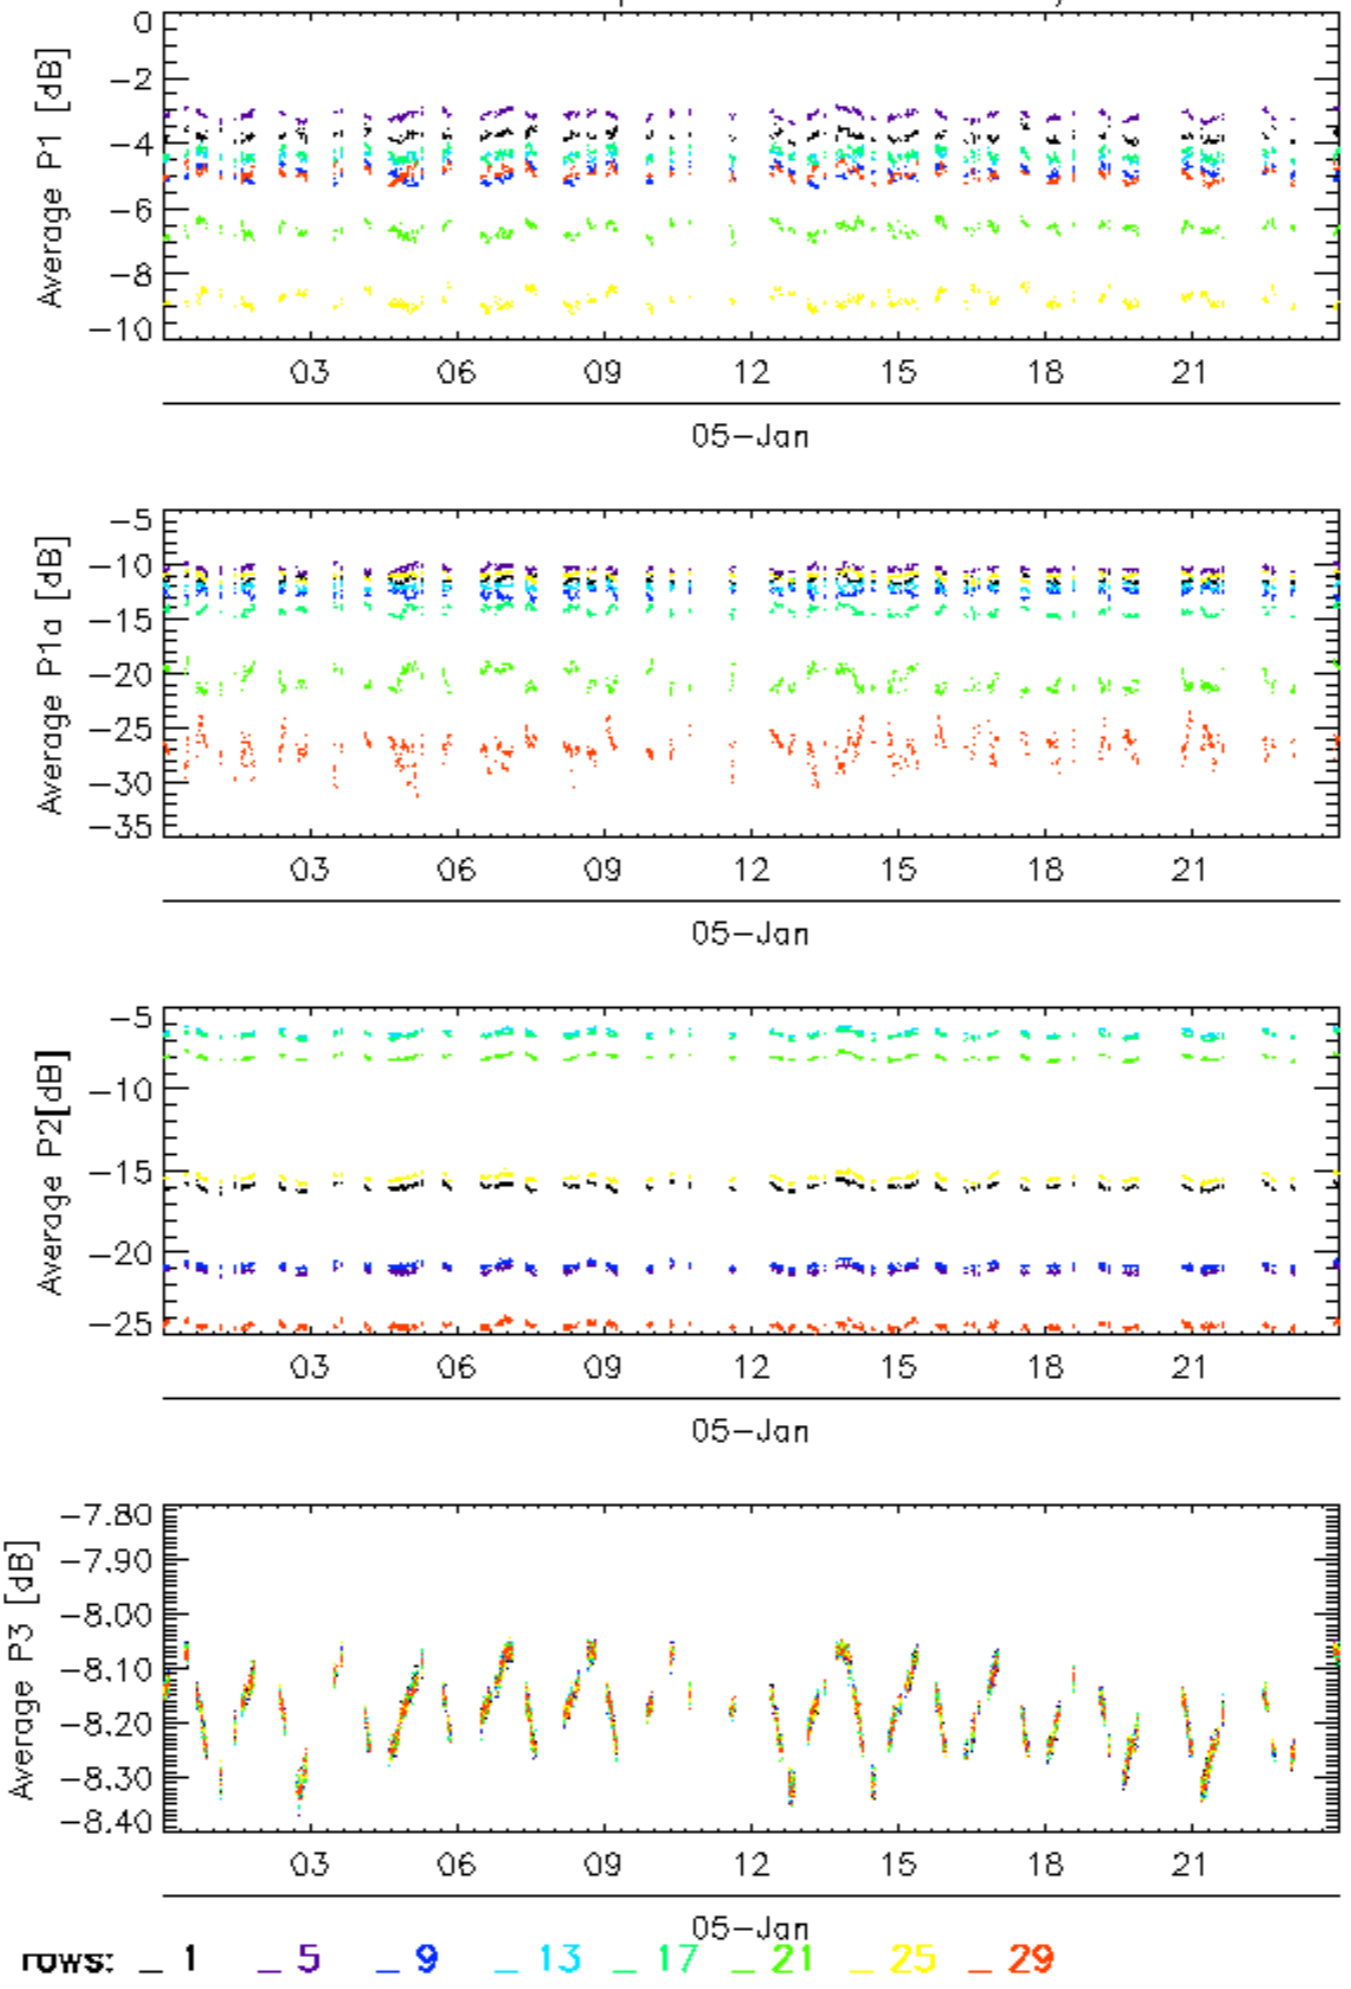 0
-2
-4
-6
-8
-10
Average P1 [dB]
03 06 09 12 15 18 21
05-Jan
-5
-10
-15
-20
-25
-30
-35
Average P1a [dB]
03 06 09 12 15 18 21
05-Jan
-5
-10
-15
-20
-25
Average P2[dB]
03 06 09 12 15 18 21
05-Jan
-7.80
-7.90
-8.00
-8.10
-8.20
-8.30
-8.40
Average P3 [dB]
03 06 09 12 15 18 21
05-Jan
rows: _ 1 _ 5 _ 9 _ 13 _ 17 _ 21 _ 25 _ 29